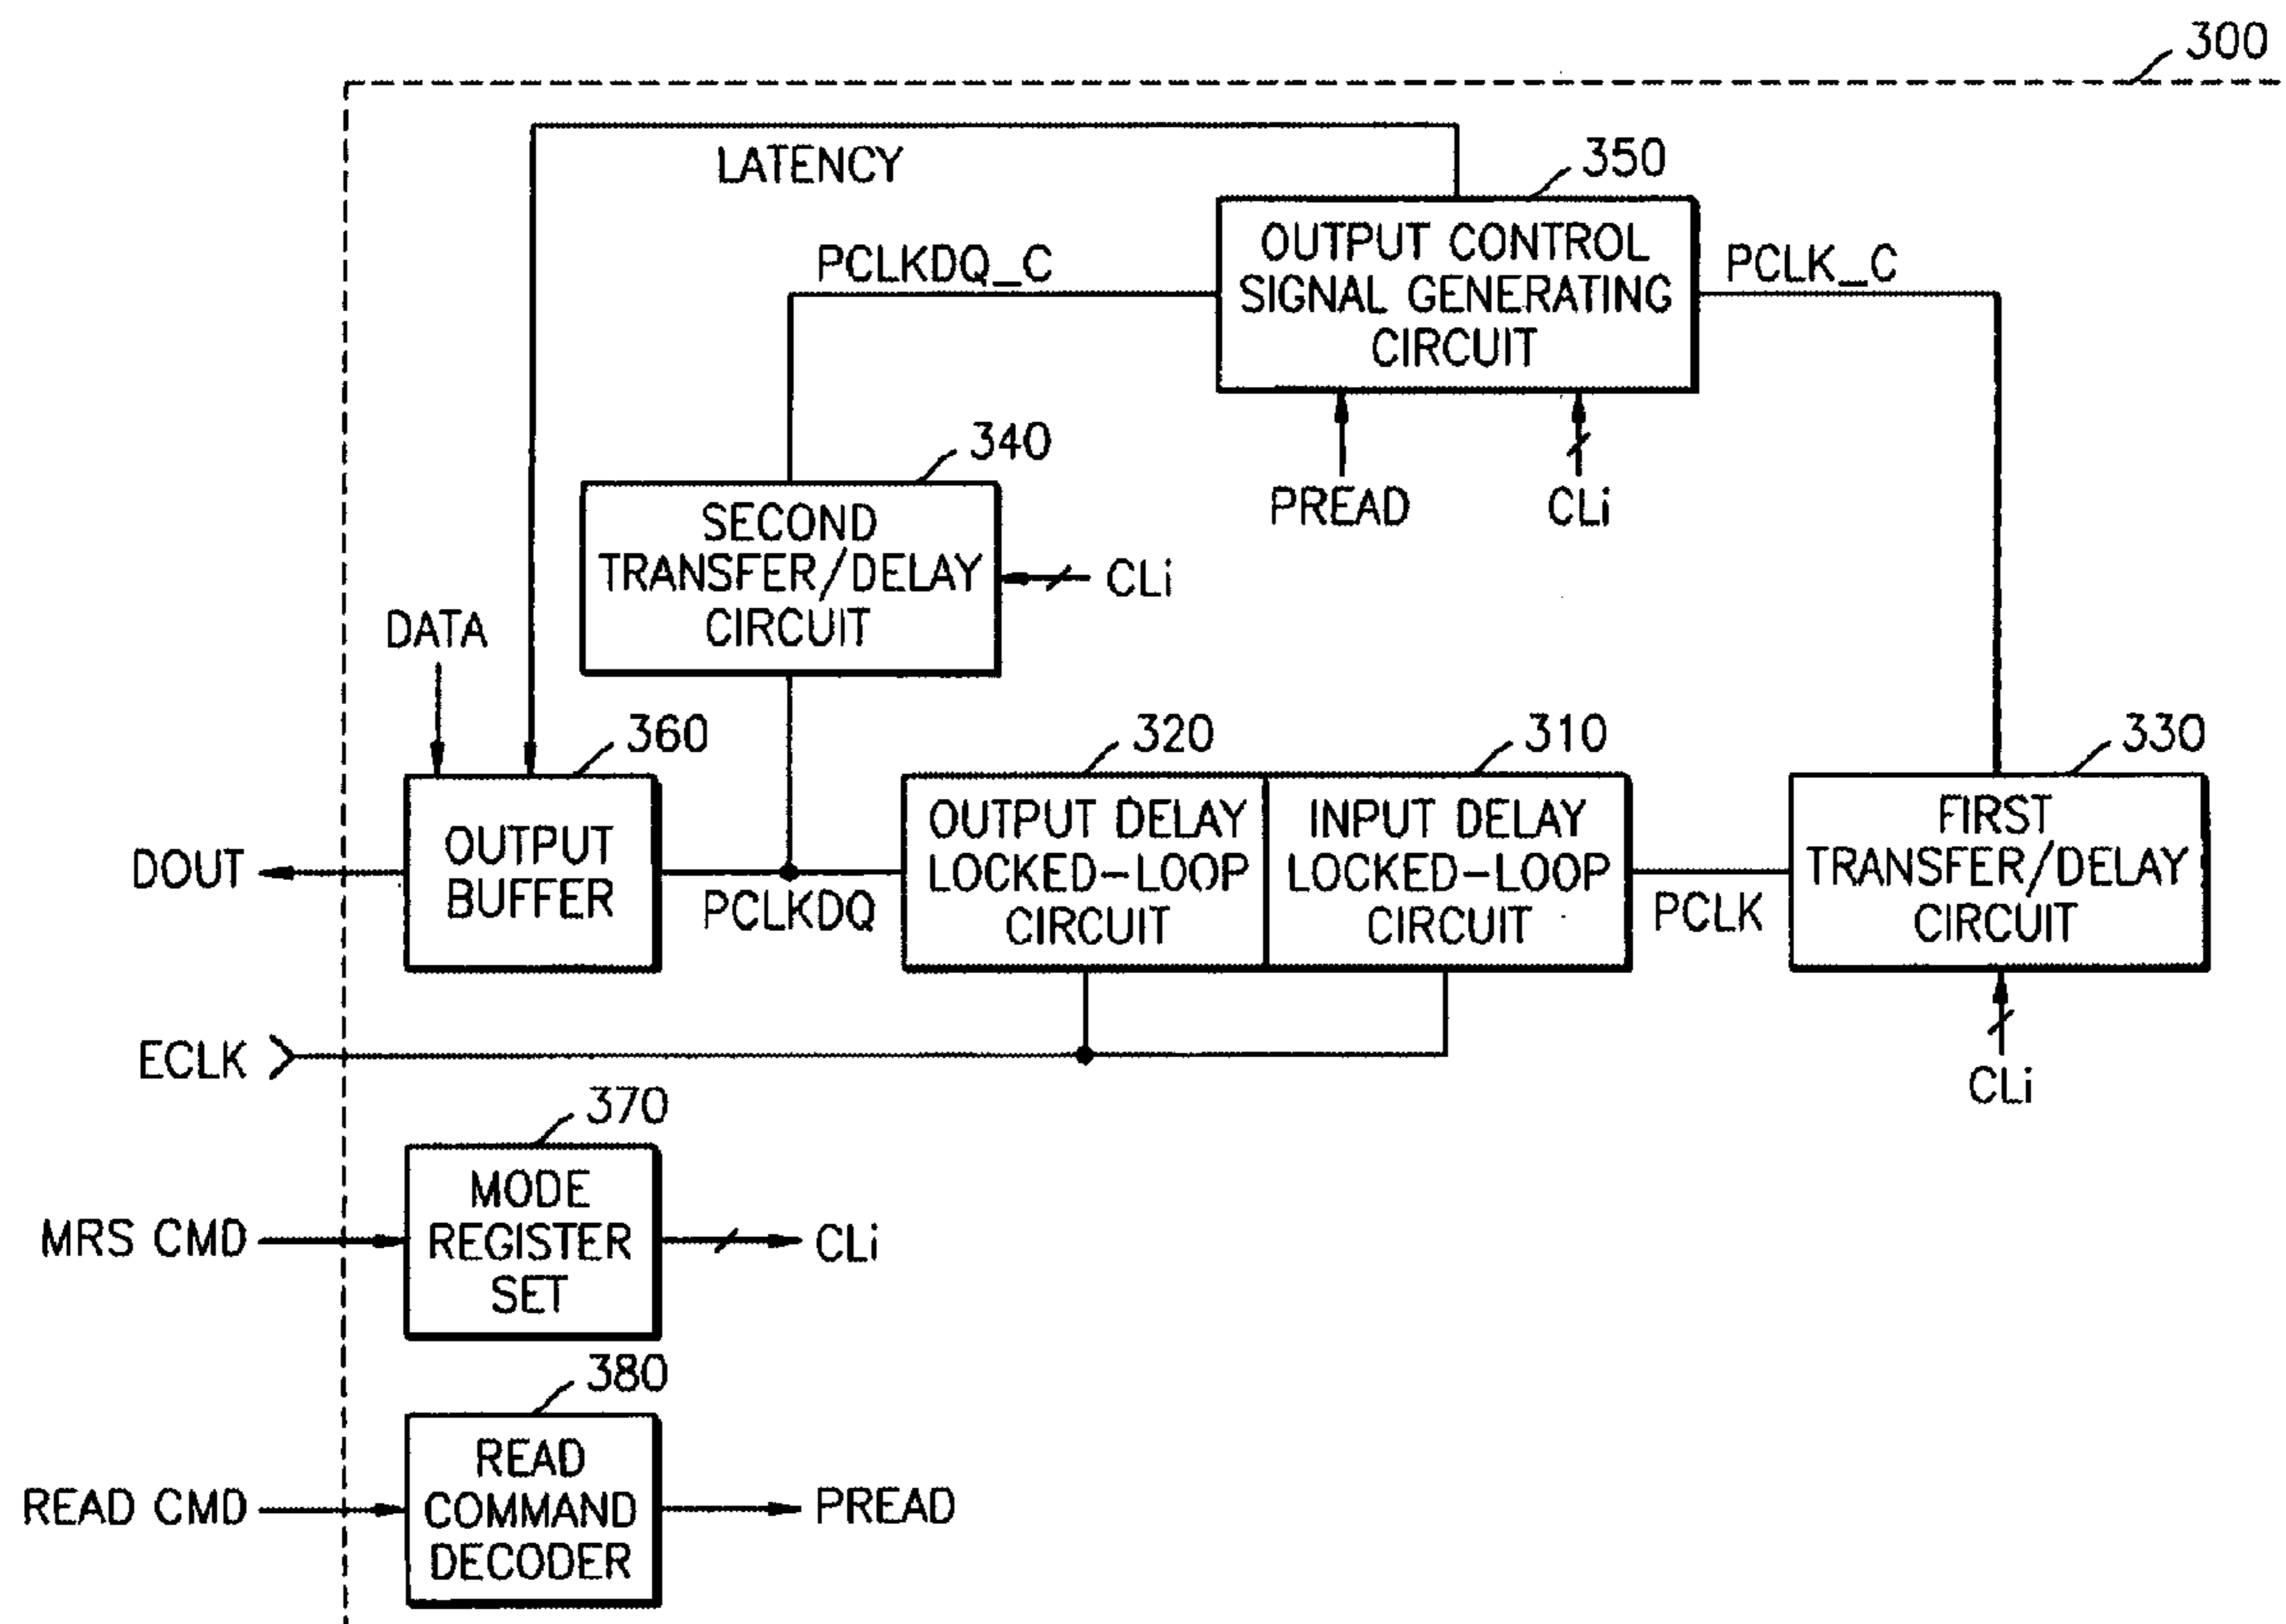 300
LATENCY
350
OUTPUT CONTROL
SIGNAL GENERATING
CIRCUIT
PCLKDQ_C
PCLK_C
340
PREAD
CLi
SECOND
TRANSFER/DELAY
CIRCUIT
CLi
DATA
360
320
310
330
OUTPUT
BUFFER
DOUT
PCLKDQ
OUTPUT DELAY
LOCKED-LOOP
CIRCUIT
INPUT DELAY
LOCKED-LOOP
CIRCUIT
PCLK
FIRST
TRANSFER/DELAY
CIRCUIT
ECLK
CLi
370
MRS CMD
MODE
REGISTER
SET
CLi
380
READ CMD
READ
COMMAND
DECODER
PREAD